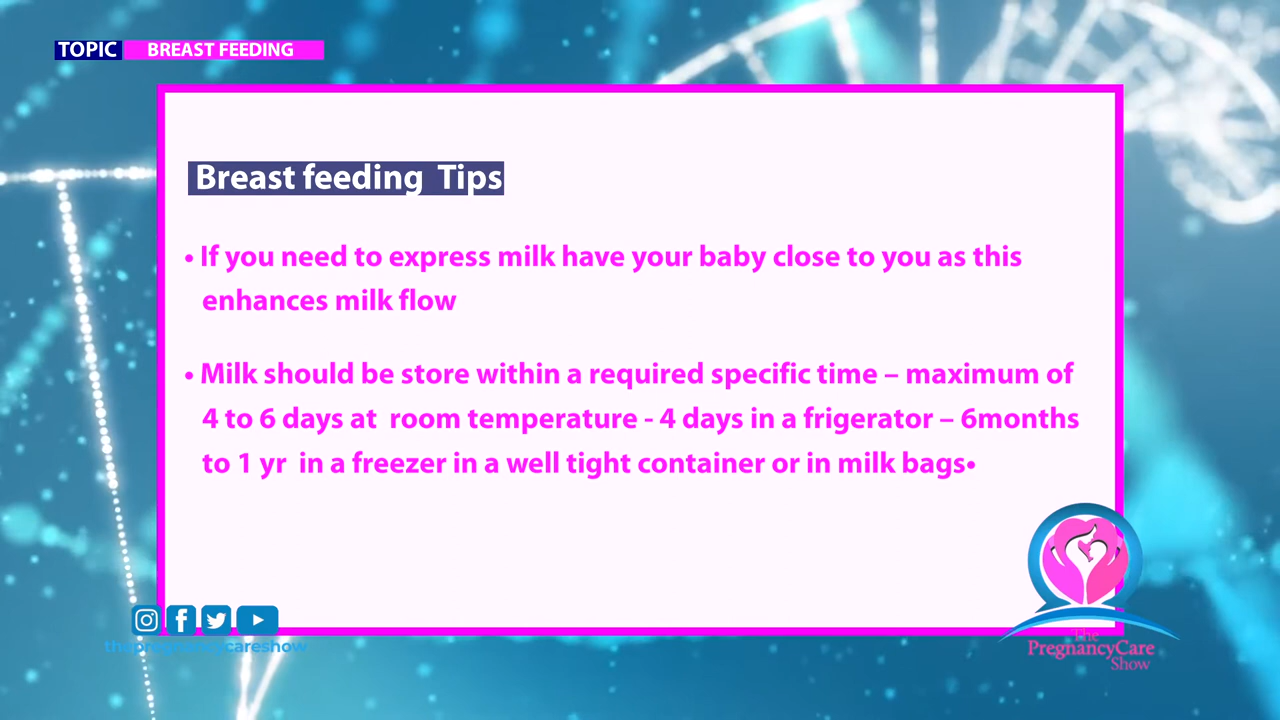 TOPIC BREAST FEEDING
Breast feeding Tips
• If you need to express milk have your baby close to you as this
enhances milk flow
• Milk should be store within a required specific time – maximum of
4 to 6 days at room temperature - 4 days in a frigerator – 6months
to 1 yr in a freezer in a well tight container or in milk bags•
thepregnancycareshow
The
PregnancyCare
Show